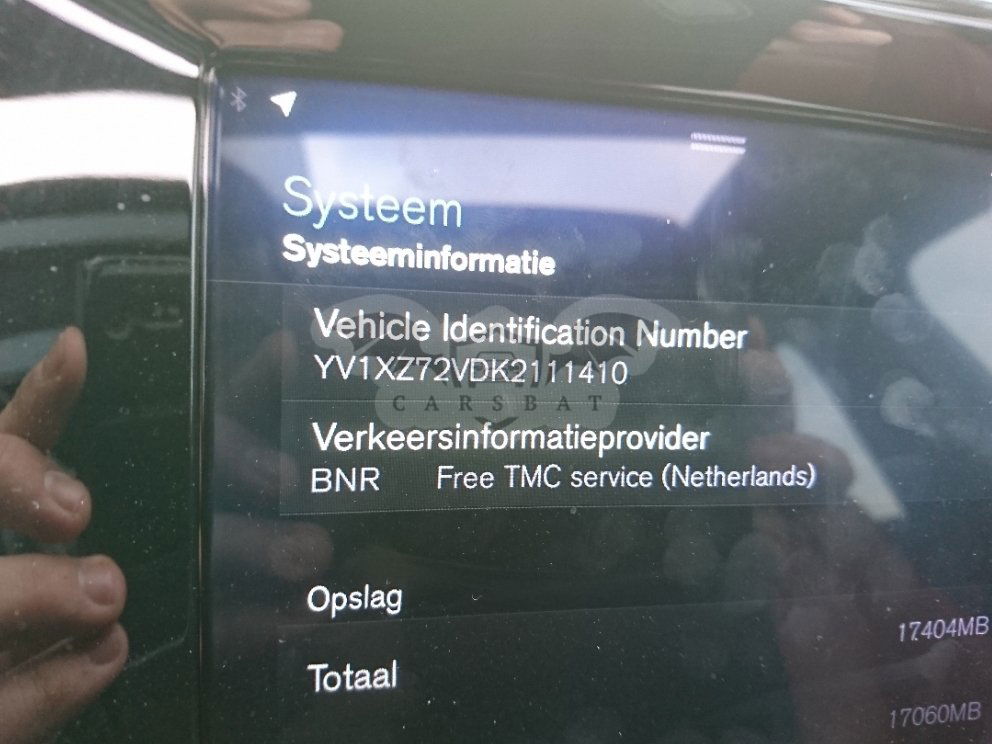 Systeem
Systeeminformatie
Vehicle Identification Number
YV1XZ72VDK2111410
CARSBAT
Verkeersinformatieprovider
BNR Free TMC service (Netherlands)
Opslag
17404MB
Totaal
17060MB